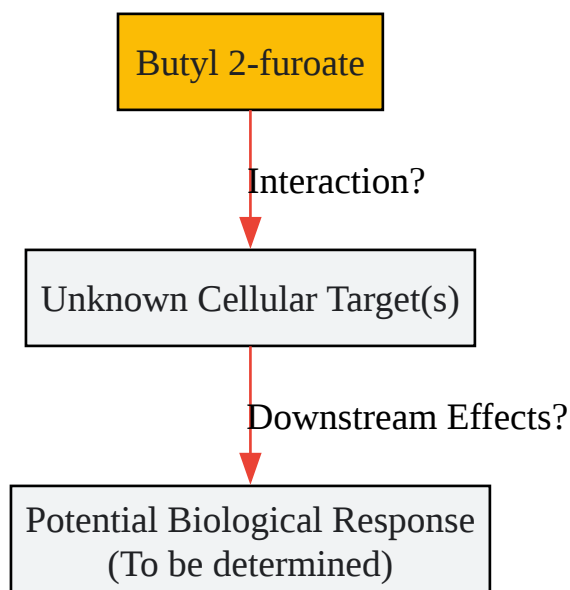 Butyl 2-furoate
Interaction?
Unknown Cellular Target(s)
Downstream Effects?
Potential Biological Response
(To be determined)